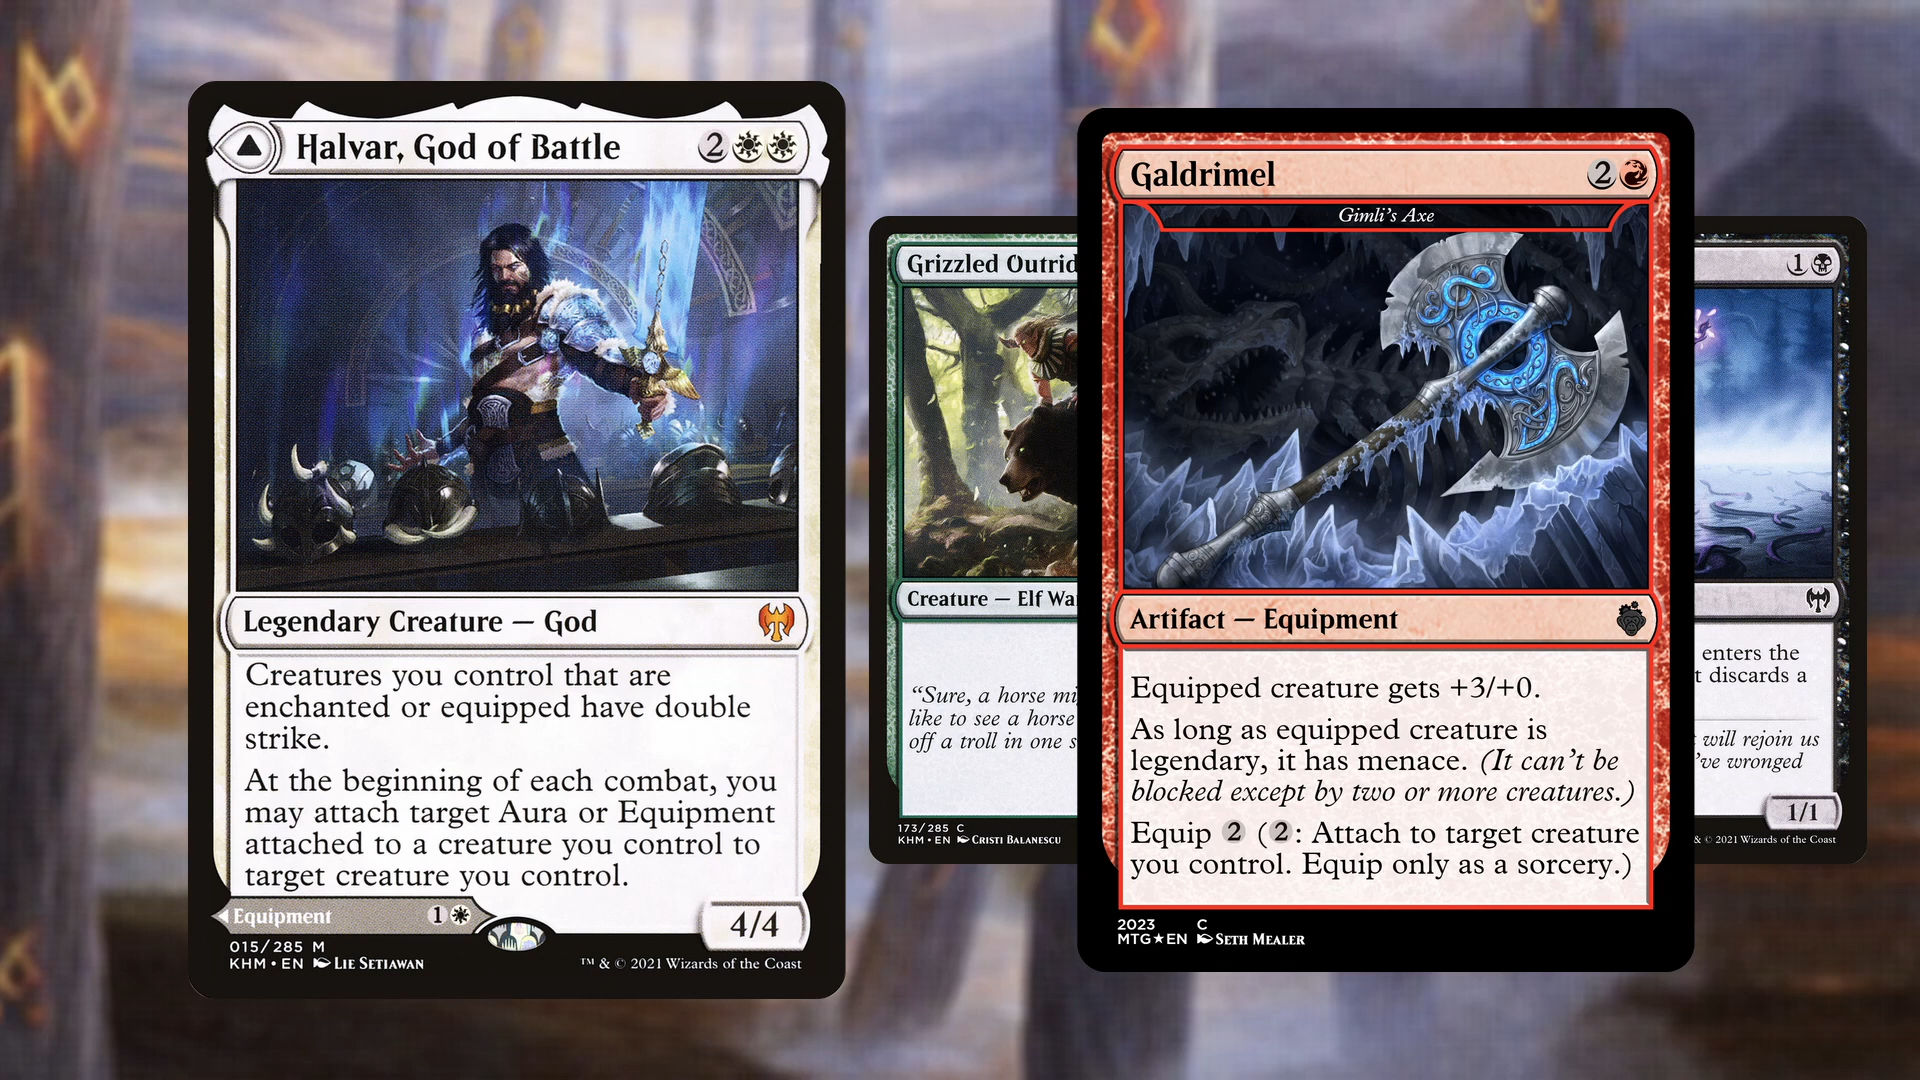 Halvar, God of Battle 2
Legendary Creature — God
Creatures you control that are
enchanted or equipped have double
strike.
At the beginning of each combat, you
may attach target Aura or Equipment
attached to a creature you control to
target creature you control.
Equipment 1
4/4
015/285 M
KHM • EN Lie Setiawan
™ & © 2021 Wizards of the Coast
Grizzled Outrid
Creature — Elf Wa
“Sure, a horse mi
like to see a horse
off a troll in one s
173/285 C
KHM • EN Cristi Balanescu
Galdrimel 2
Gimli's Axe
Artifact — Equipment
Equipped creature gets +3/+0.
As long as equipped creature is
legendary, it has menace. (It can't be
blocked except by two or more creatures.)
Equip 2 (2: Attach to target creature
you control. Equip only as a sorcery.)
2023 C
MTG★EN Seth Mealer
1
enters the
t discards a
will rejoin us
've wronged
1/1
& © 2021 Wizards of the Coast